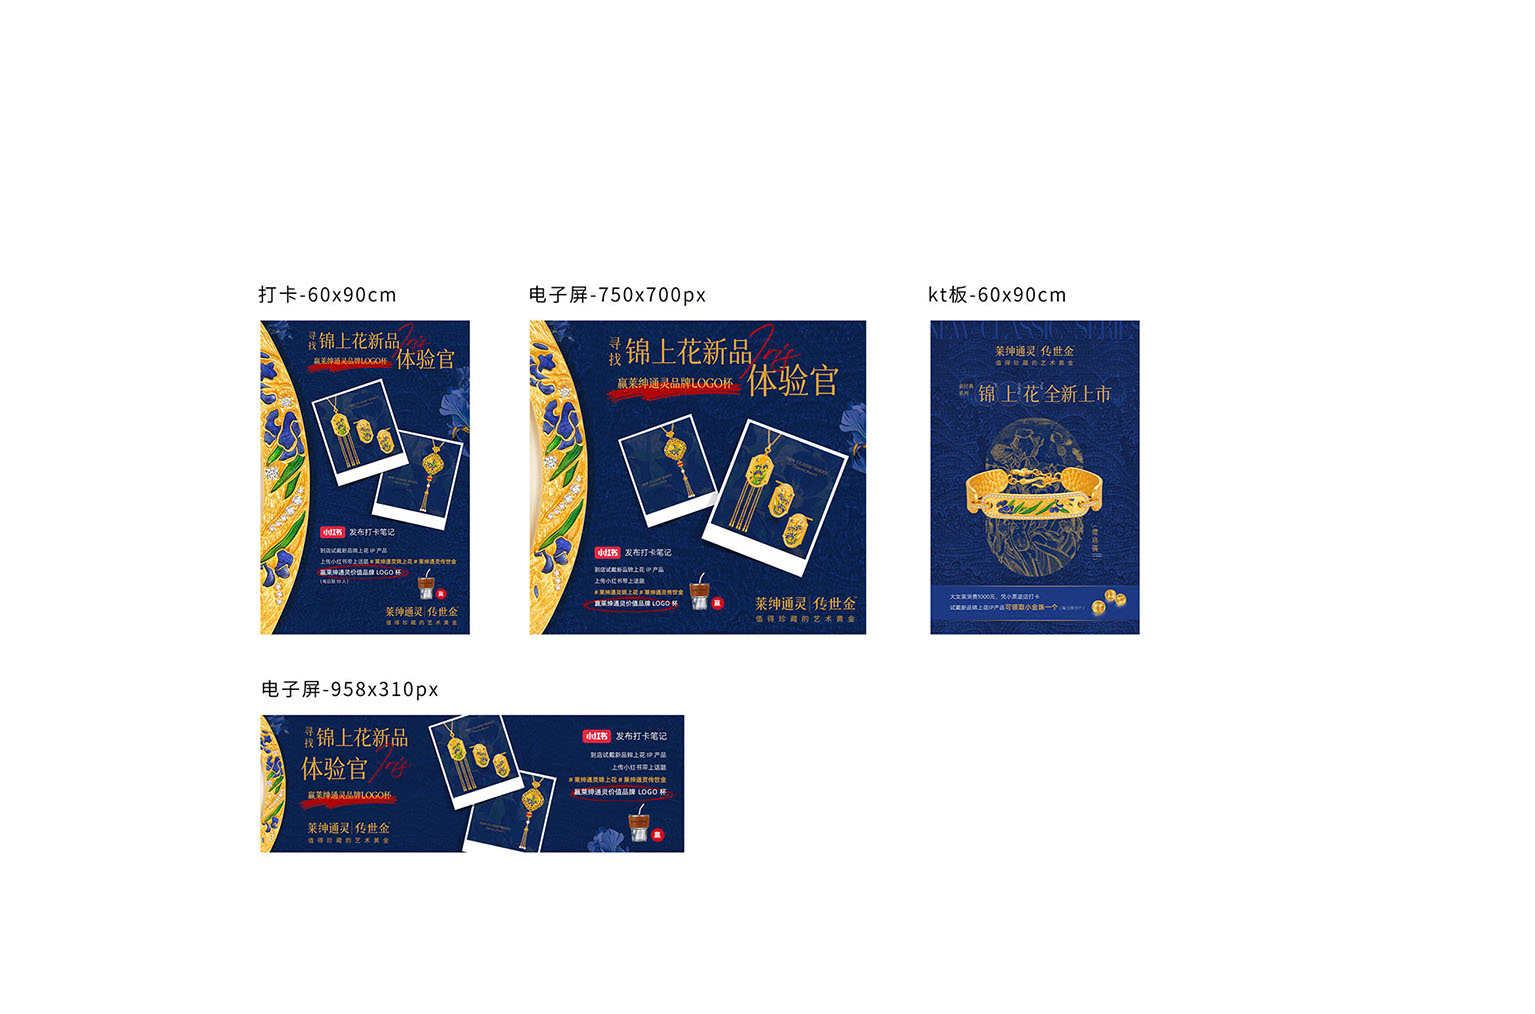 打卡-60x90cm
寻找
锦上花新品
Iris
体验官
赢莱绅通灵品牌LOGO杯
小红书 发布打卡笔记
到店试戴新品锦上花 IP 产品
上传小红书带上话题 # 莱绅通灵锦上花 # 莱绅通灵传世金
赢莱绅通灵价值品牌 LOGO 杯
(每日限 10 人)
赢
莱绅通灵 传世金
值得珍藏的艺术黄金
电子屏-750x700px
寻找
锦上花新品
Iris
体验官
赢莱绅通灵品牌LOGO杯
NEW CLASSIC SERIES
小红书 发布打卡笔记
到店试戴新品锦上花 IP 产品
上传小红书带上话题
# 莱绅通灵锦上花 # 莱绅通灵传世金
赢莱绅通灵价值品牌 LOGO 杯
赢
莱绅通灵 传世金
值得珍藏的艺术黄金
kt板-60x90cm
NEW CLASSIC SERIES
莱绅通灵 传世金
值得珍藏的艺术黄金
新经典
系列
锦上花全新上市
大女装消费1000元，凭小票进店打卡
试戴新品锦上花IP产品可领取小金珠一个
电子屏-958x310px
寻找
锦上花新品
体验官
Iris
赢莱绅通灵品牌LOGO杯
莱绅通灵 传世金
值得珍藏的艺术黄金
小红书 发布打卡笔记
到店试戴新品锦上花 IP 产品
上传小红书带上话题
# 莱绅通灵锦上花 # 莱绅通灵传世金
赢莱绅通灵价值品牌 LOGO 杯
赢